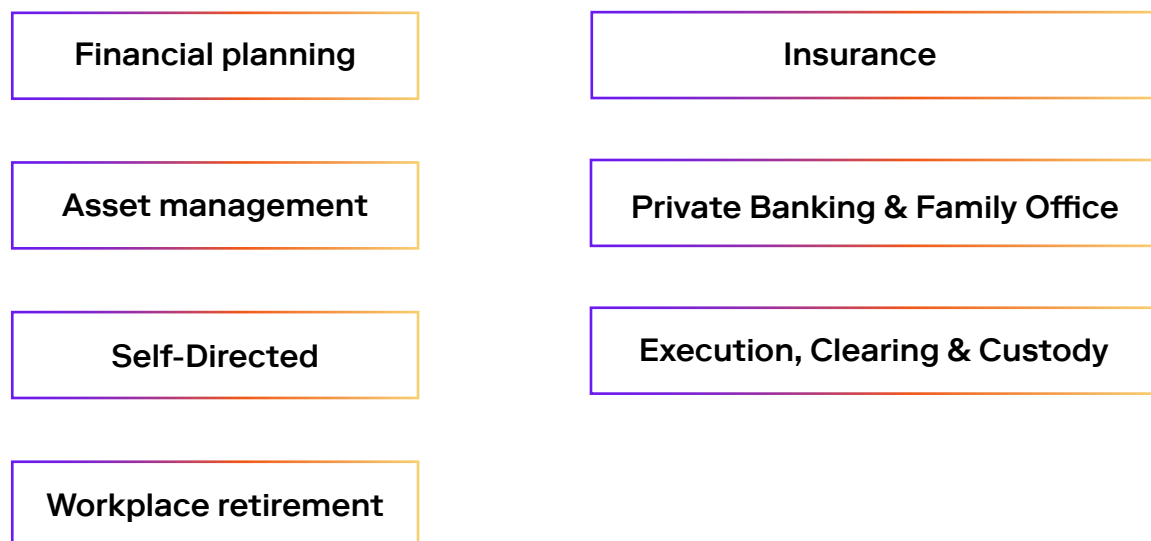 Financial planning
Insurance
Asset management
Private Banking & Family Office
Self-Directed
Execution, Clearing & Custody
Workplace retirement